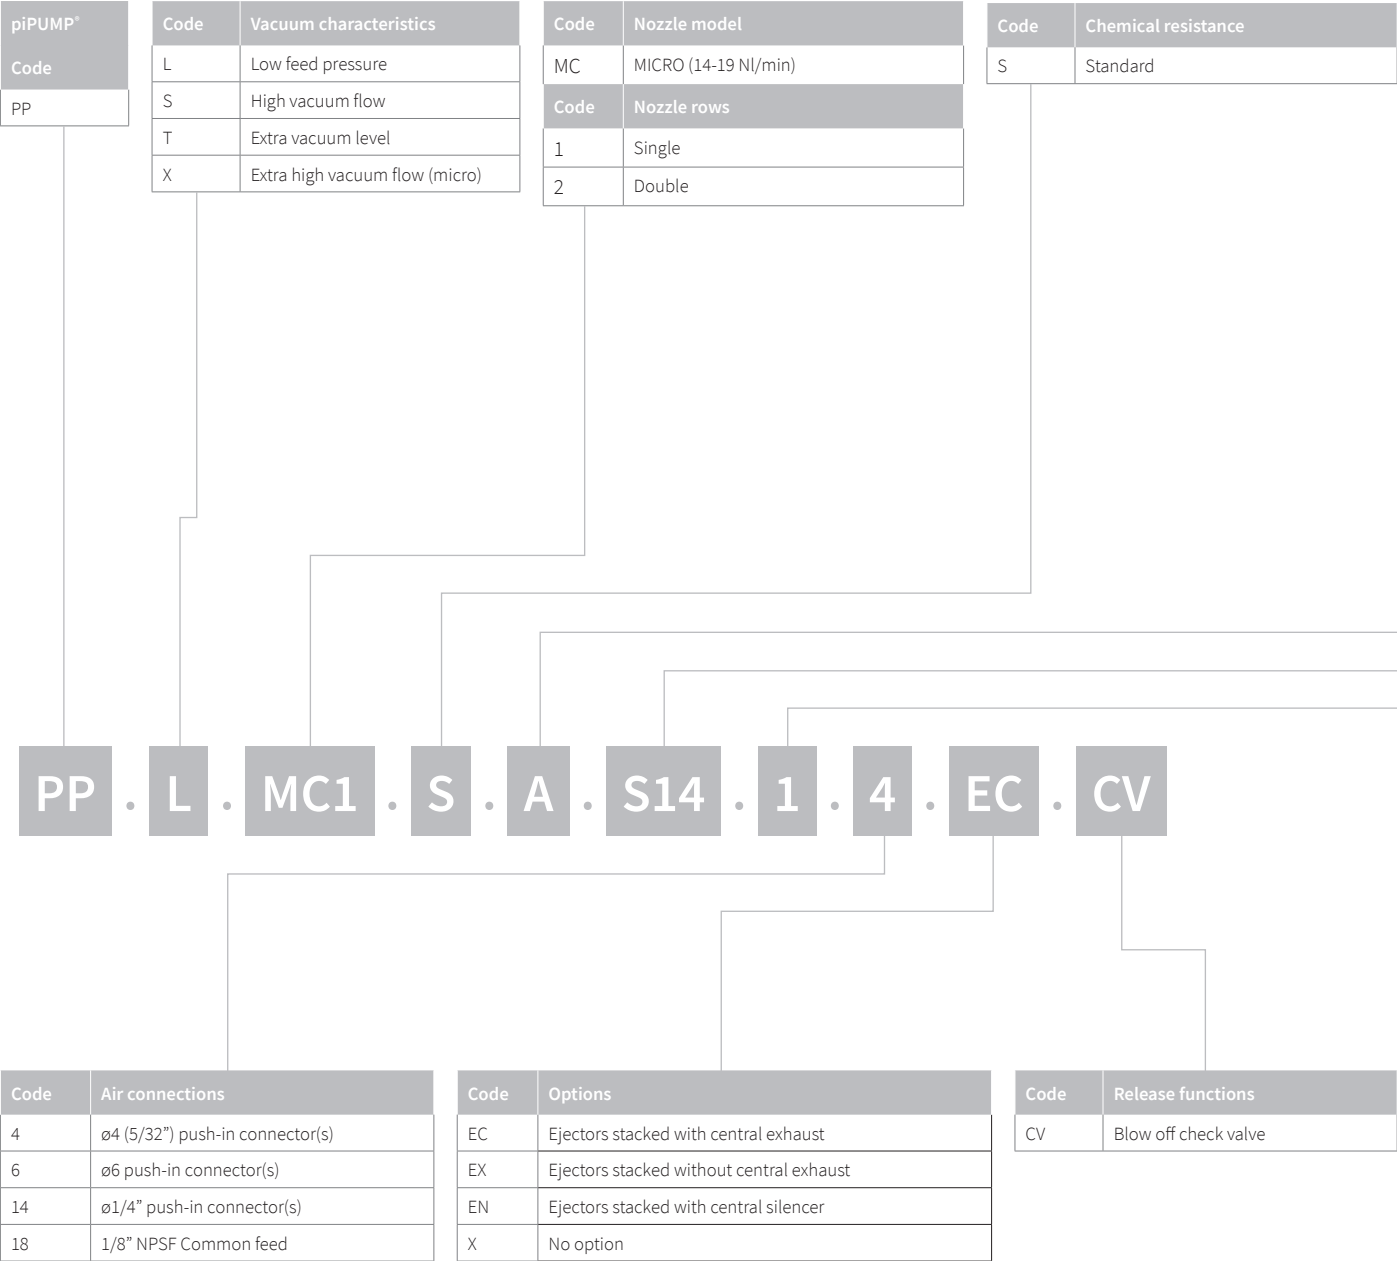 piPUMP®
Code
PP
Code Vacuum characteristics
L Low feed pressure
S High vacuum flow
T Extra vacuum level
X Extra high vacuum flow (micro)
Code Nozzle model
MC MICRO (14-19 Nl/min)
Code Nozzle rows
1 Single
2 Double
Code Chemical resistance
S Standard
PP . L . MC1 . S . A . S14 . 1 . 4 . EC . CV
Code Air connections
4 ø4 (5/32”) push-in connector(s)
6 ø6 push-in connector(s)
14 ø1/4” push-in connector(s)
18 1/8” NPSF Common feed
Code Options
EC Ejectors stacked with central exhaust
EX Ejectors stacked without central exhaust
EN Ejectors stacked with central silencer
X No option
Code Release functions
CV Blow off check valve